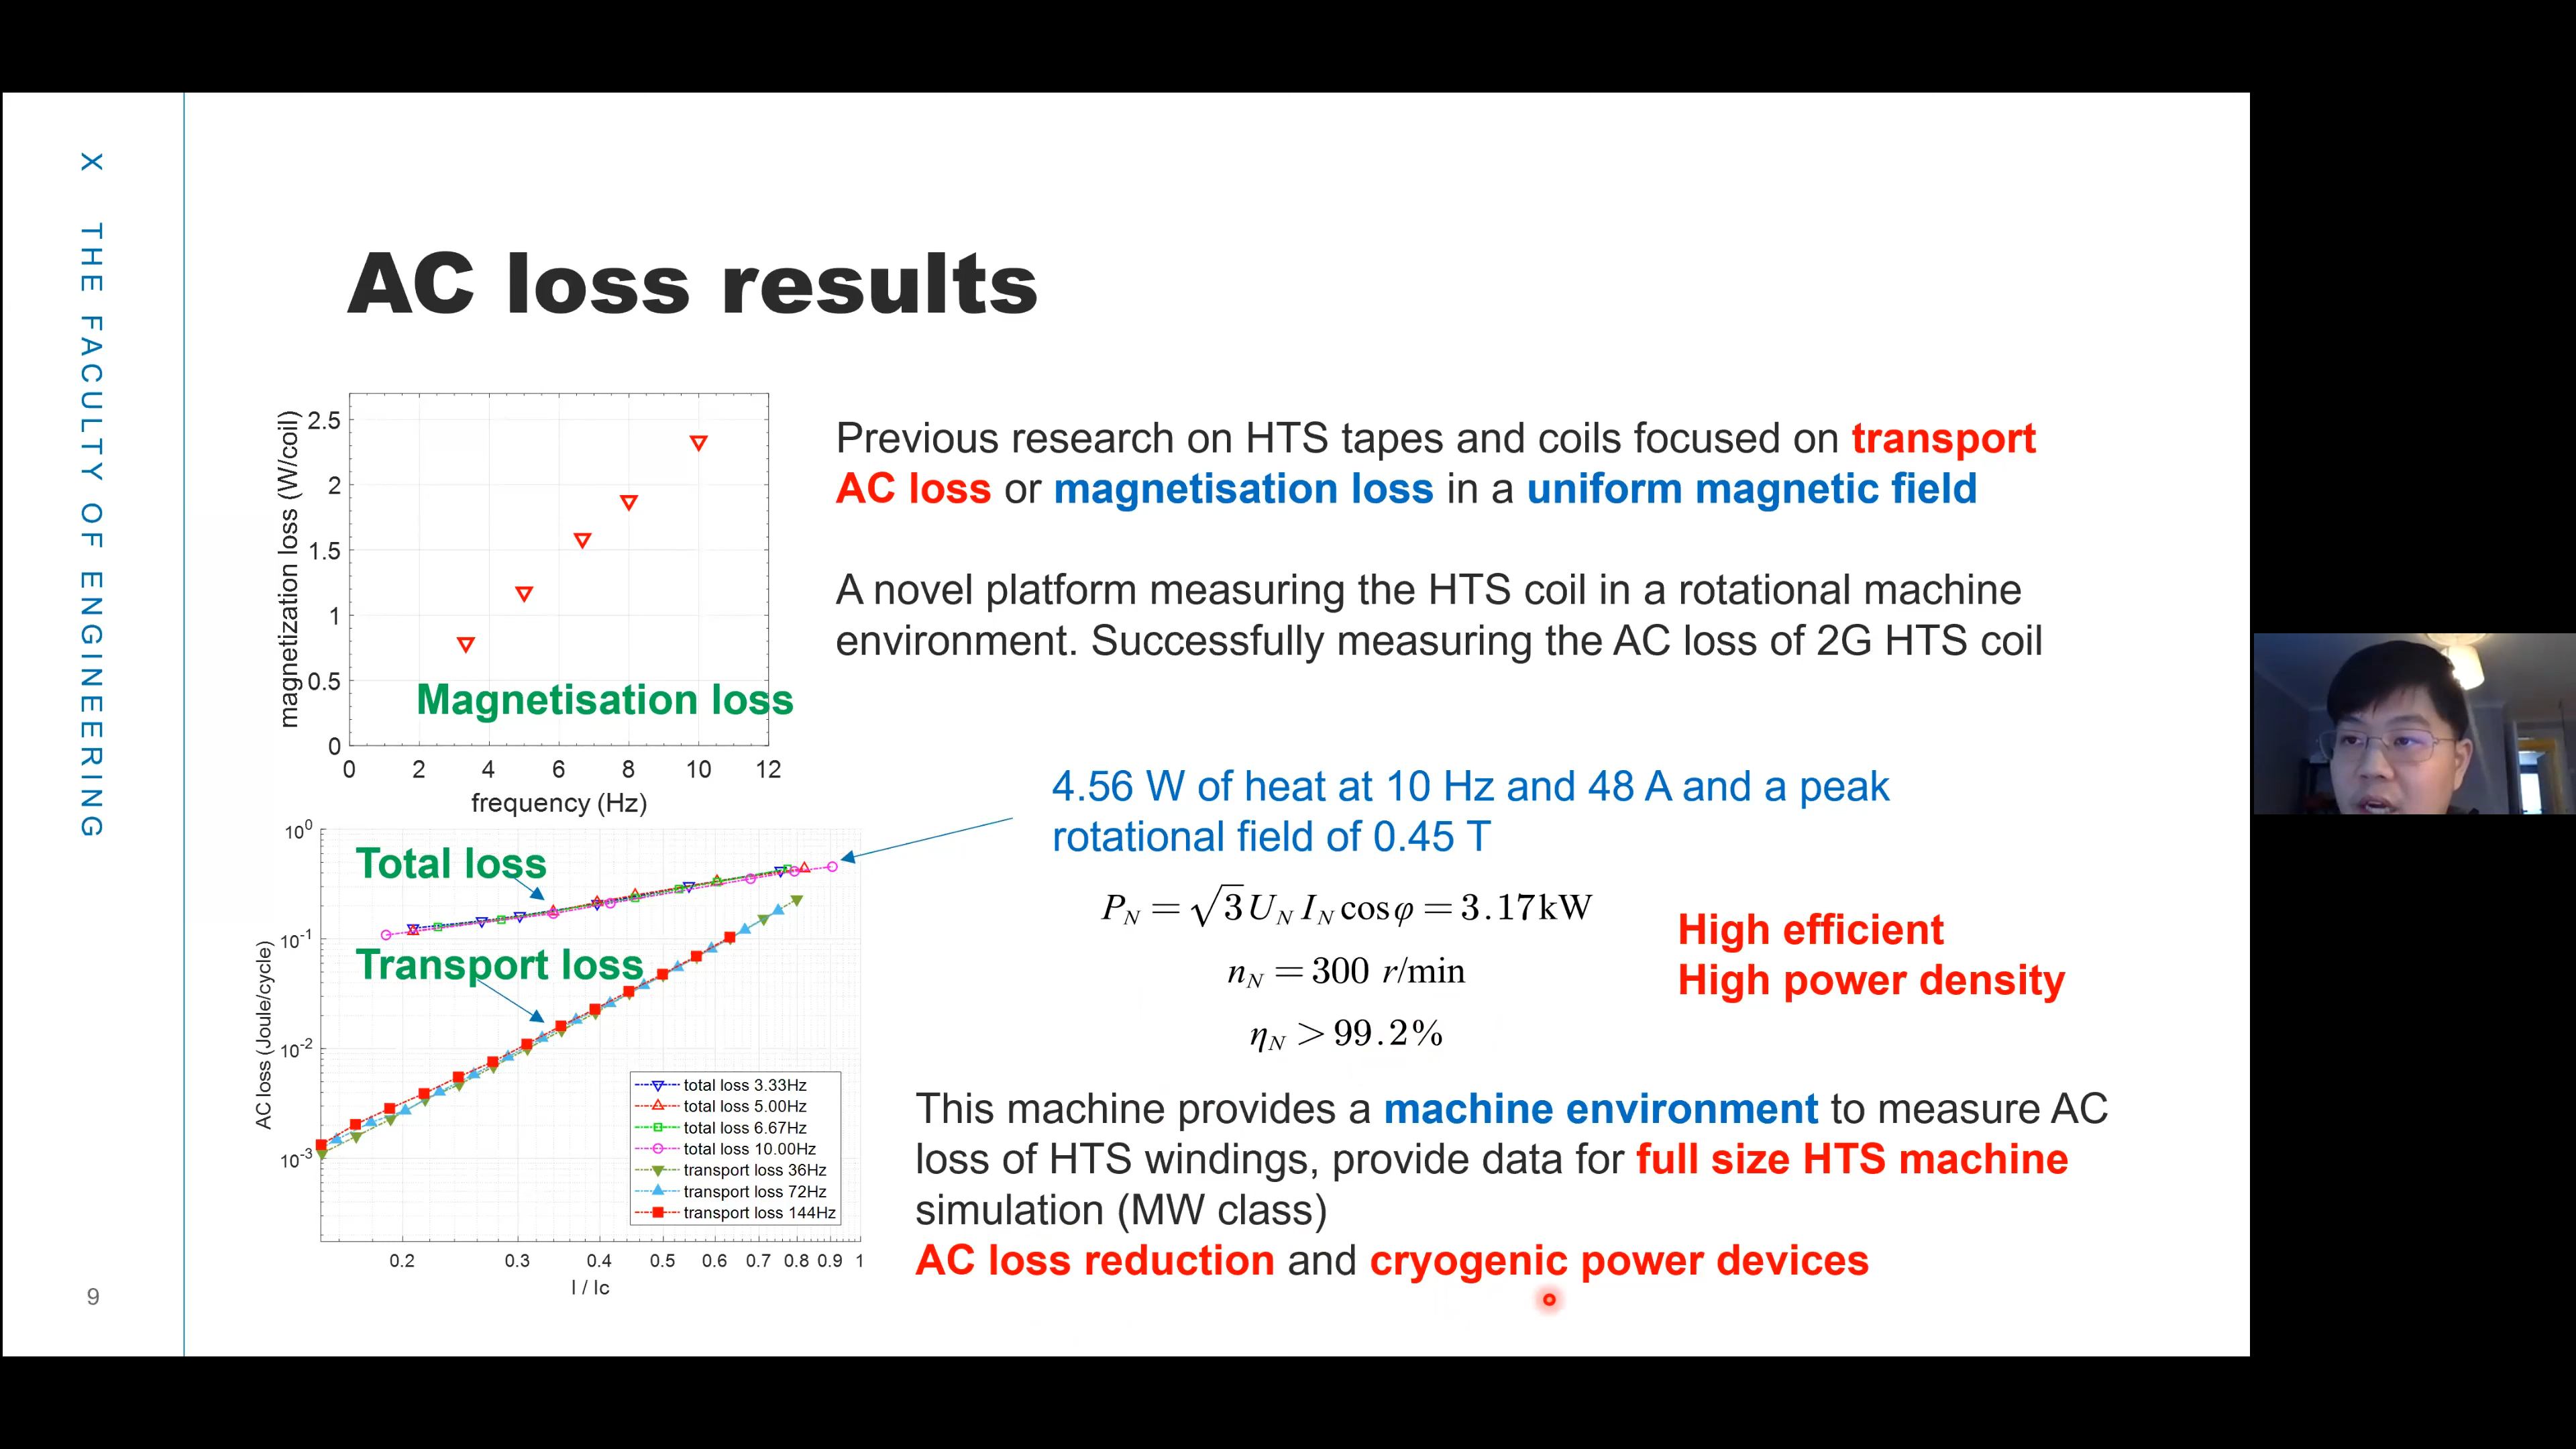 X THE FACULTY OF ENGINEERING
AC loss results
magnetization loss (W/coil)
2.5
2
1.5
1
0.5
0
Magnetisation loss
0 2 4 6 8 10 12
frequency (Hz)
Previous research on HTS tapes and coils focused on transport
AC loss or magnetisation loss in a uniform magnetic field
A novel platform measuring the HTS coil in a rotational machine
environment. Successfully measuring the AC loss of 2G HTS coil
AC loss (Joule/cycle)
10^0
10^-1
10^-2
10^-3
Total loss
Transport loss
total loss 3.33Hz
total loss 5.00Hz
total loss 6.67Hz
total loss 10.00Hz
transport loss 36Hz
transport loss 72Hz
transport loss 144Hz
0.2 0.3 0.4 0.5 0.6 0.7 0.8 0.9 1
I / Ic
4.56 W of heat at 10 Hz and 48 A and a peak
rotational field of 0.45 T
P_N = √3 U_N I_N cosφ = 3.17kW
n_N = 300 r/min
η_N > 99.2%
High efficient
High power density
This machine provides a machine environment to measure AC
loss of HTS windings, provide data for full size HTS machine
simulation (MW class)
AC loss reduction and cryogenic power devices
9